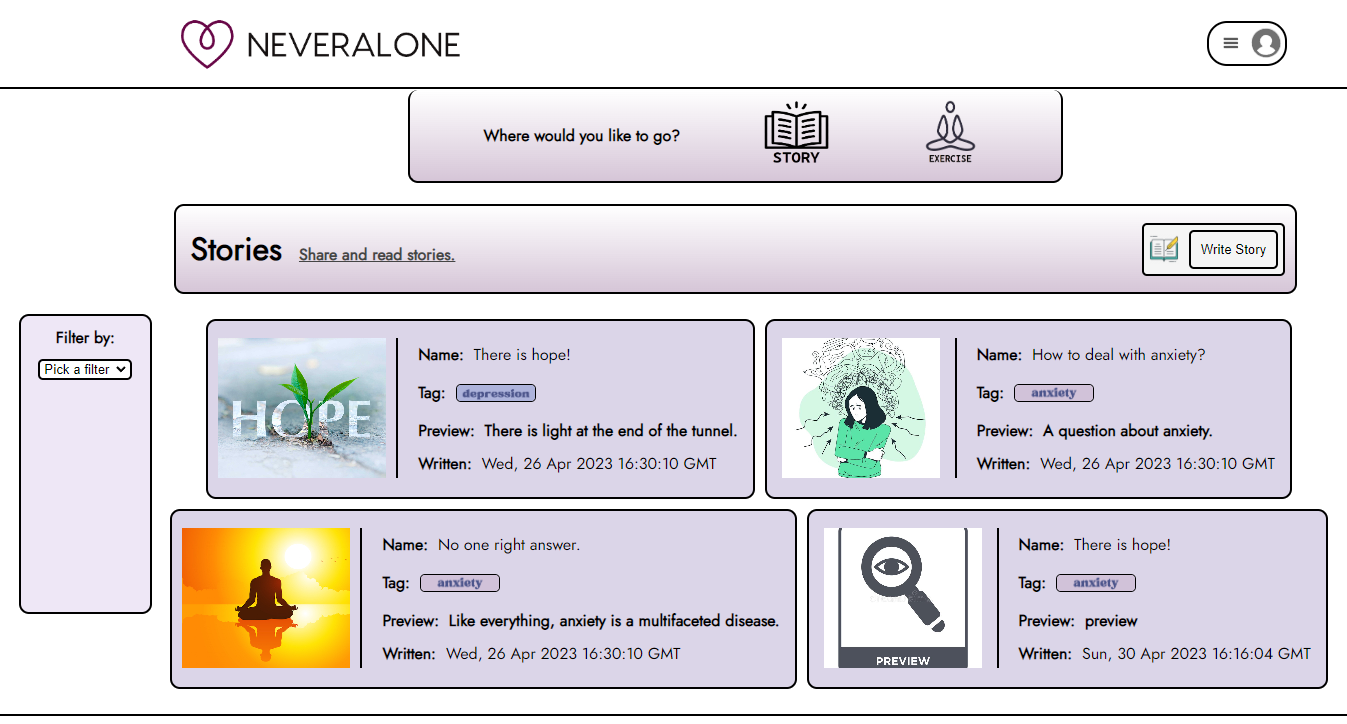 NEVERALONE
Where would you like to go?
STORY
EXERCISE
Stories
Share and read stories.
Write Story
Filter by:
Pick a filter
HOPE
Name: There is hope!
Tag: depression
Preview: There is light at the end of the tunnel.
Written: Wed, 26 Apr 2023 16:30:10 GMT
Name: How to deal with anxiety?
Tag: anxiety
Preview: A question about anxiety.
Written: Wed, 26 Apr 2023 16:30:10 GMT
Name: No one right answer.
Tag: anxiety
Preview: Like everything, anxiety is a multifaceted disease.
Written: Wed, 26 Apr 2023 16:30:10 GMT
PREVIEW
Name: There is hope!
Tag: anxiety
Preview: preview
Written: Sun, 30 Apr 2023 16:16:04 GMT